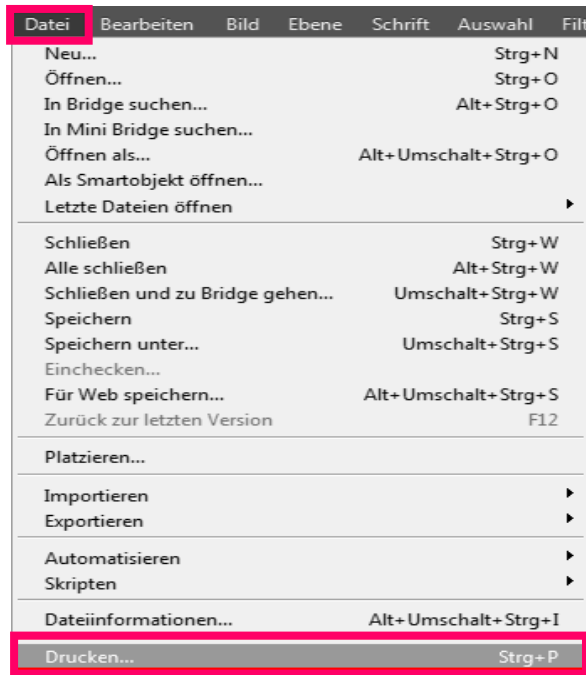 Datei Bearbeiten Bild Ebene Schrift Auswahl Filt
Neu... Strg+N
Öffnen... Strg+O
In Bridge suchen... Alt+Strg+O
In Mini Bridge suchen...
Öffnen als... Alt+Umschalt+Strg+O
Als Smartobjekt öffnen...
Letzte Dateien öffnen
Schließen Strg+W
Alle schließen Alt+Strg+W
Schließen und zu Bridge gehen... Umschalt+Strg+W
Speichern Strg+S
Speichern unter... Umschalt+Strg+S
Einchecken...
Für Web speichern... Alt+Umschalt+Strg+S
Zurück zur letzten Version F12
Platzieren...
Importieren
Exportieren
Automatisieren
Skripten
Dateiinformationen... Alt+Umschalt+Strg+I
Drucken... Strg+P